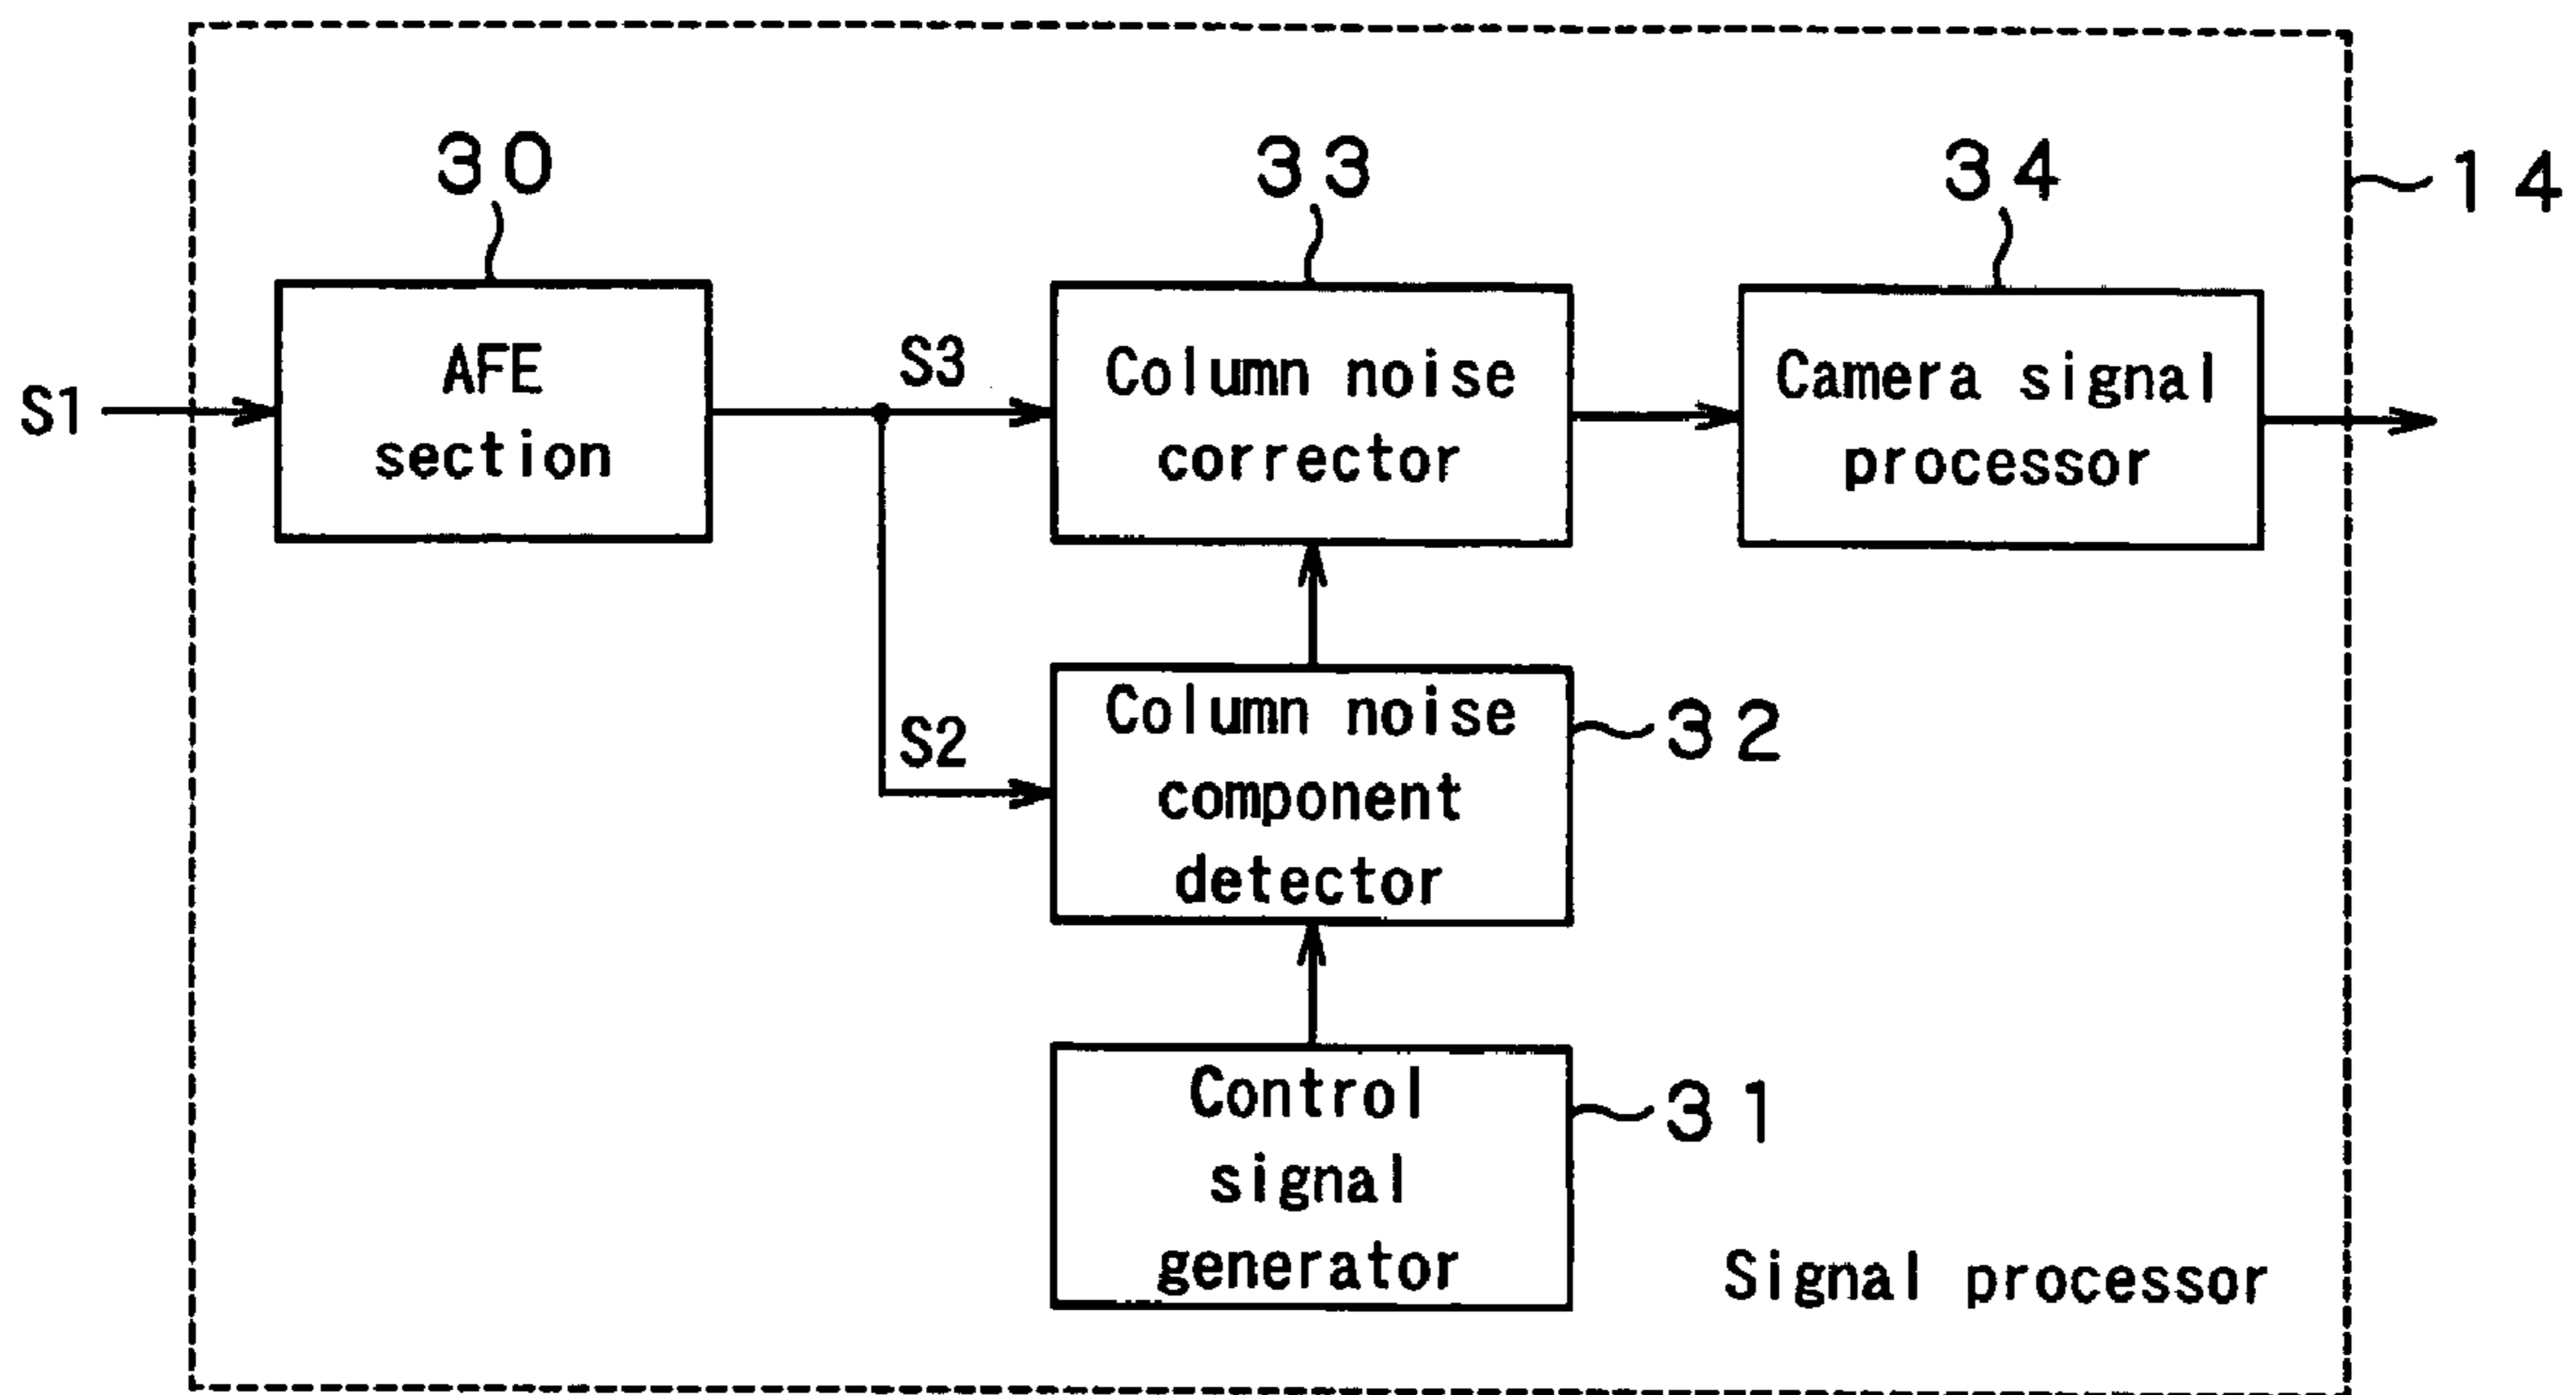 30
33
34
14
S1
AFE
section
S3
Column noise
corrector
Camera signal
processor
S2
Column noise
component
detector
32
Control
signal
generator
31
Signal processor